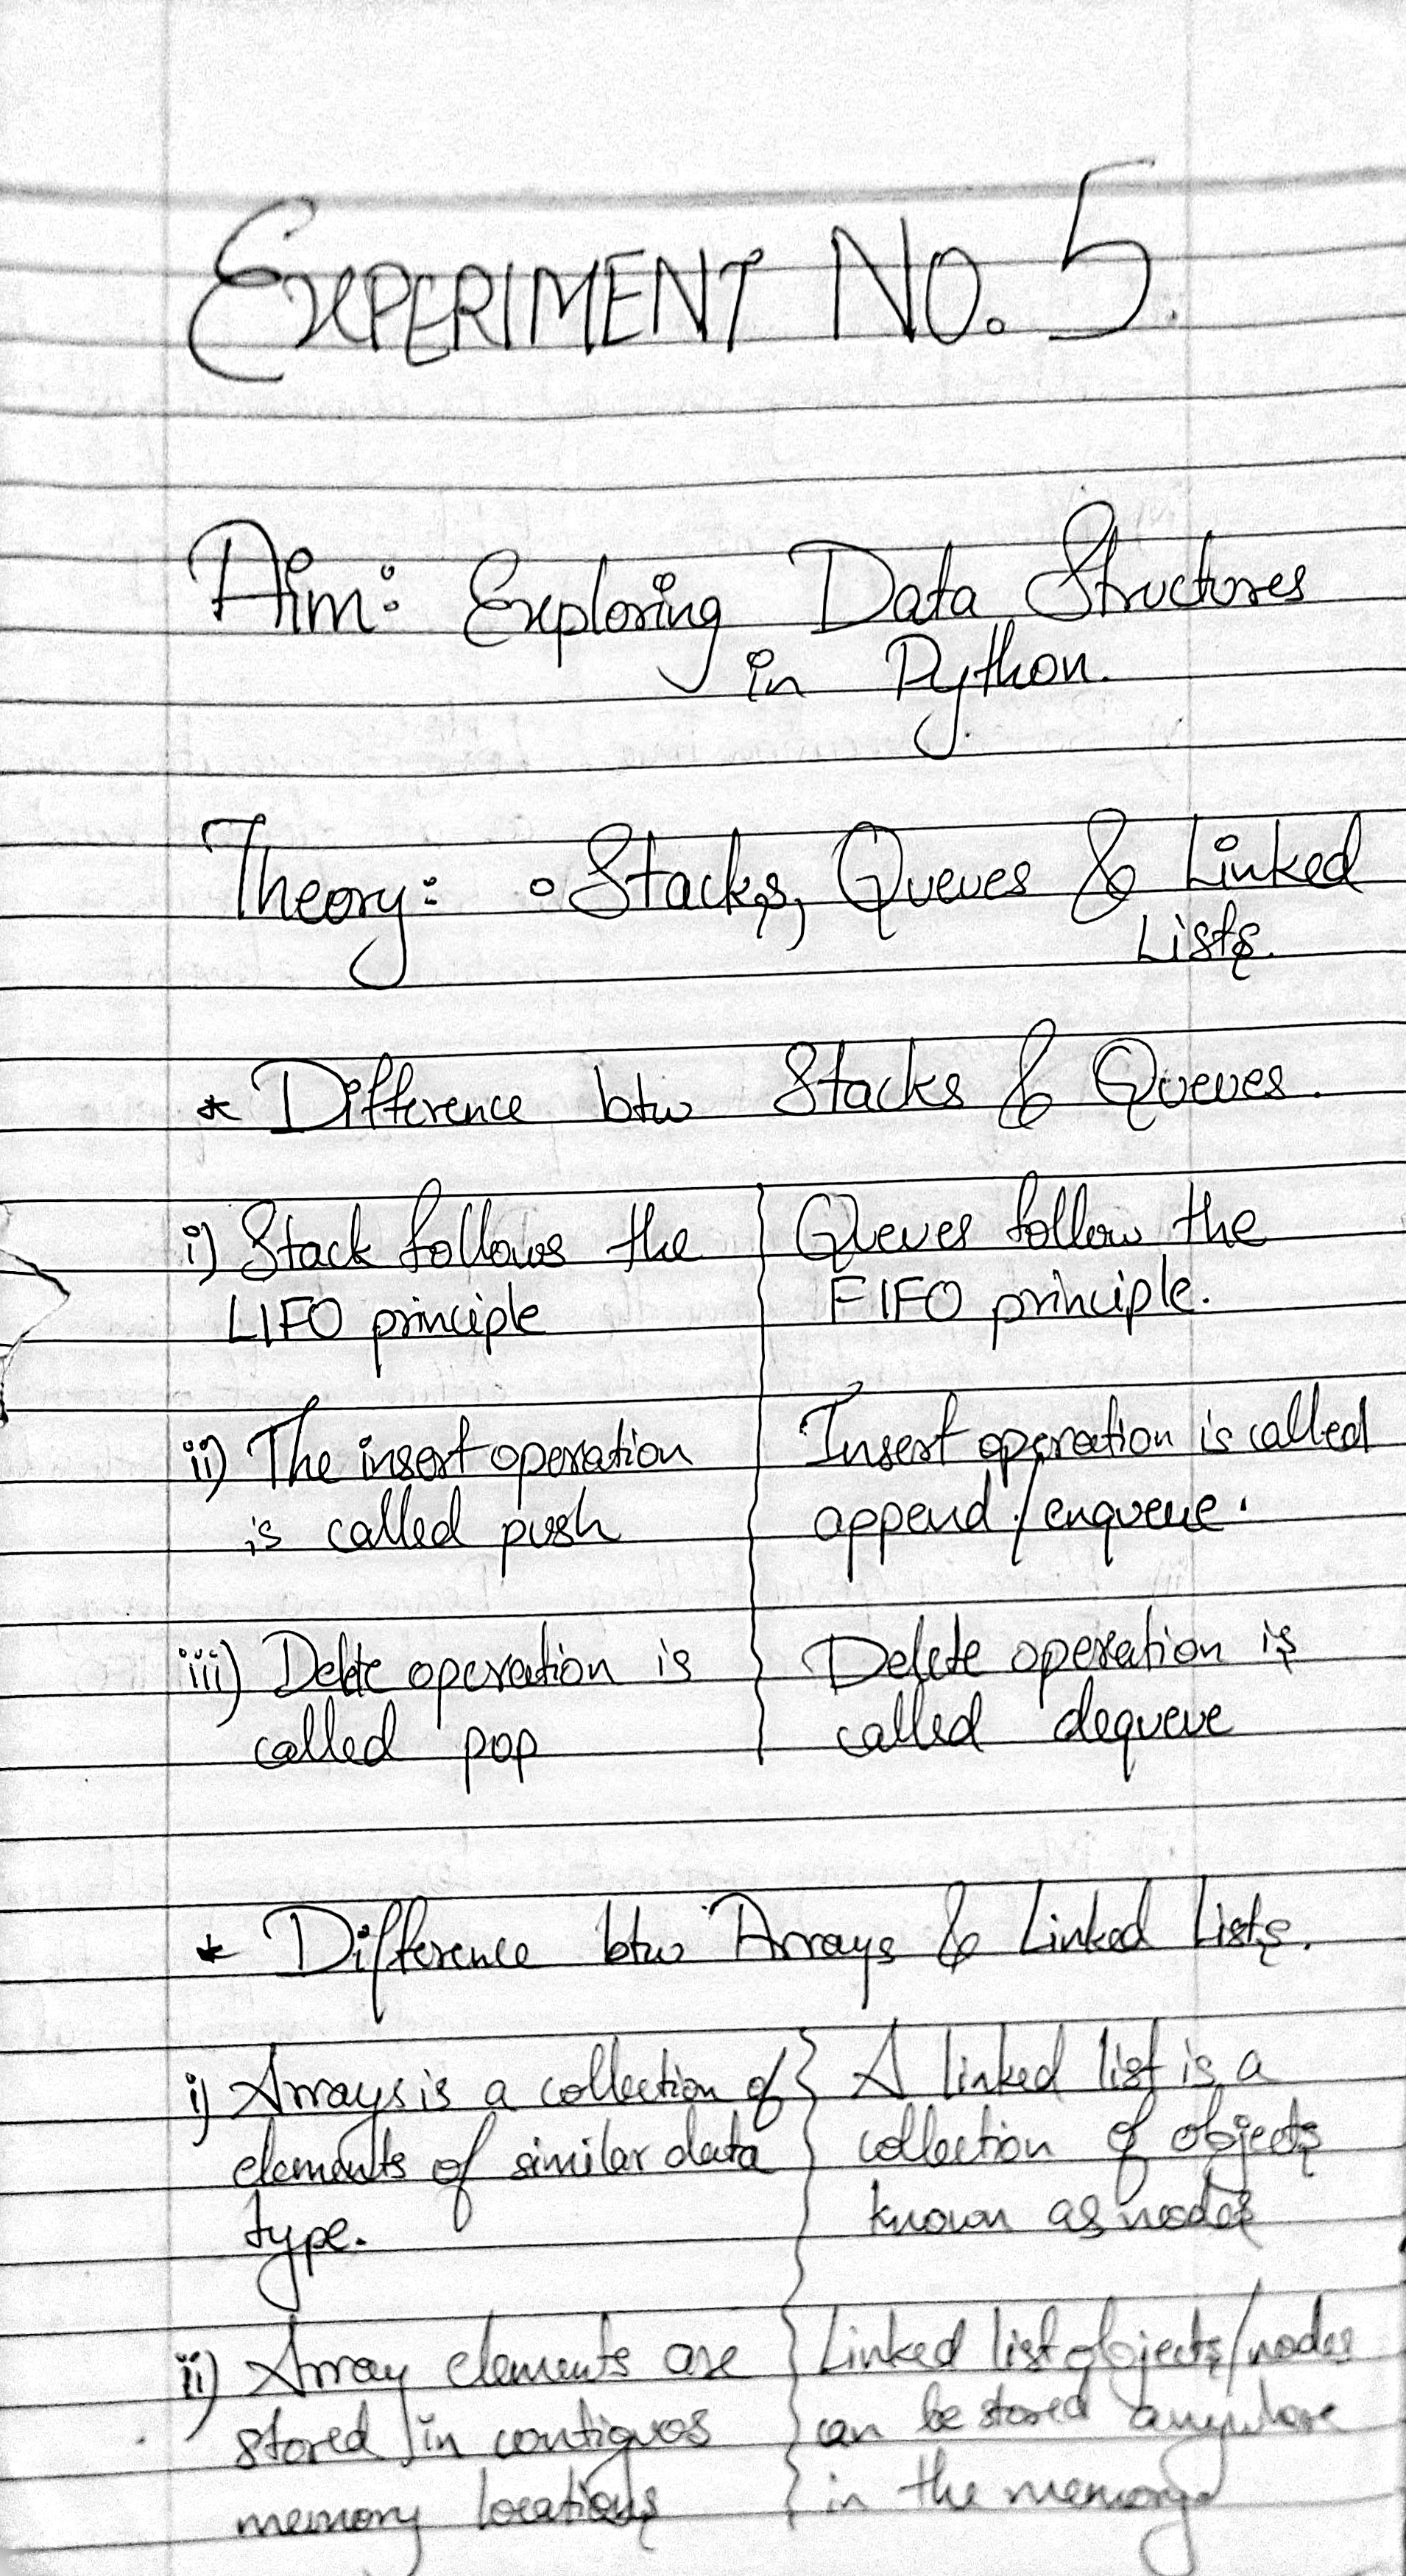 EXPERIMENT NO. 5.
Aim: Exploring Data Structures
in Python.
Theory: • Stacks, Queues & Linked
Lists.
* Difference btw Stacks & Queues.
i) Stack follows the
LIFO principle
Queues follow the
FIFO principle.
ii) The insert operation
is called push
Insert operation is called
append / enqueue.
iii) Delete operation is
called pop
Delete operation is
called dequeue
* Difference btw Arrays & Linked Lists.
i) Arrays is a collection of
elements of similar data
type.
A linked list is a
collection of objects
known as nodes
ii) Array elements are
stored in contiguos
memory locations
Linked list objects/nodes
can be stored anywhere
in the memory.